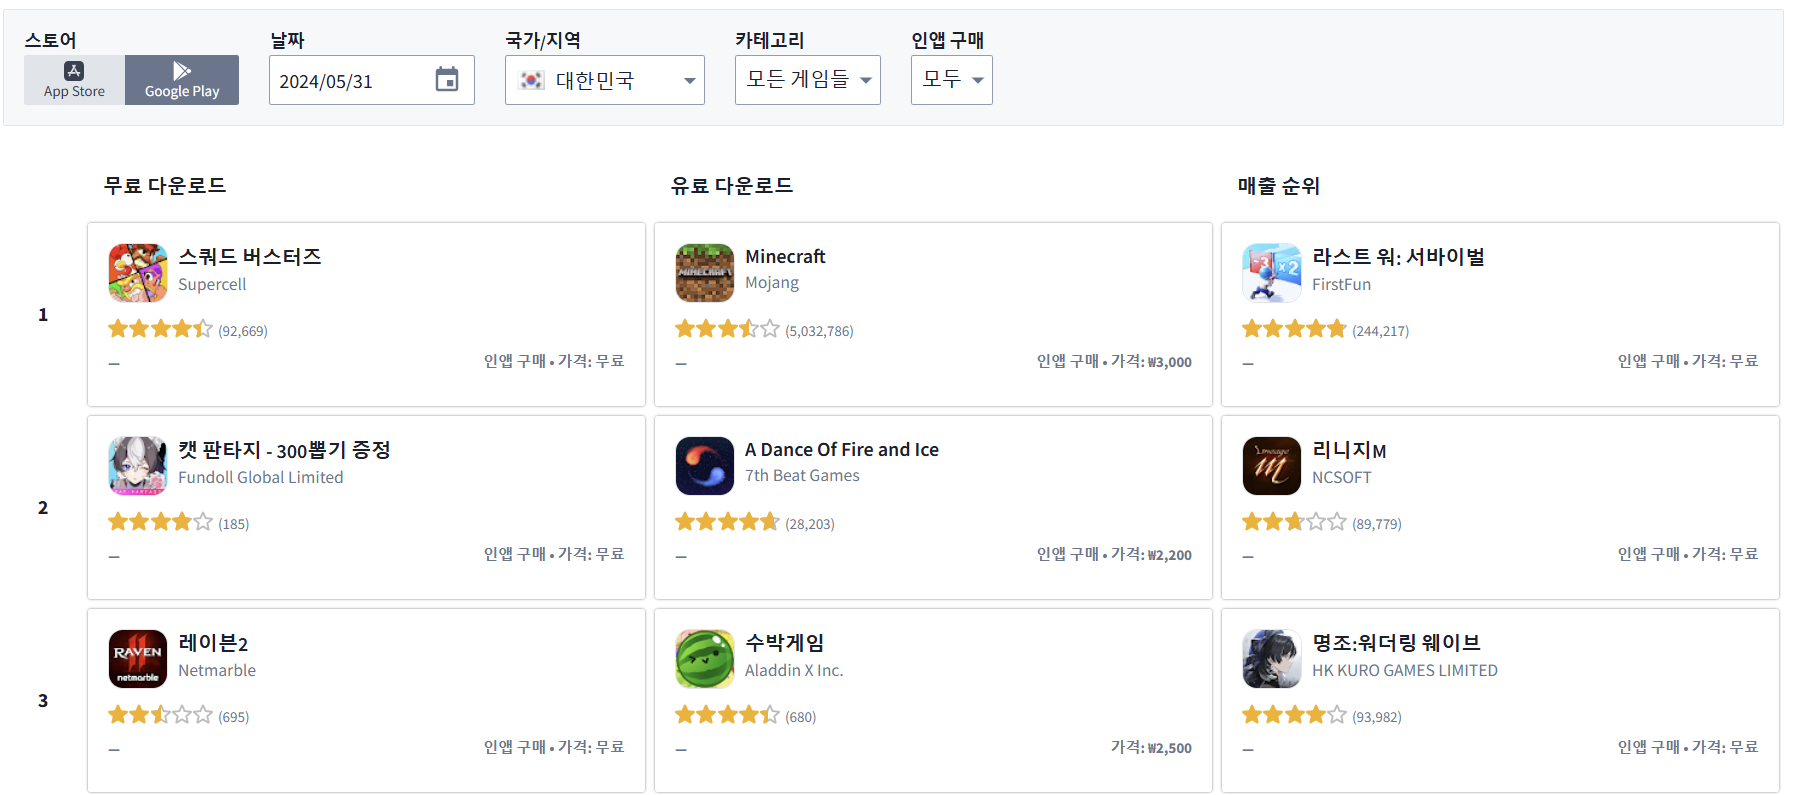 스토어
날짜
국가/지역
카테고리
인앱 구매
App Store
Google Play
2024/05/31
대한민국
모든 게임들
모두
무료 다운로드
유료 다운로드
매출 순위
1
스쿼드 버스터즈
Supercell
(92,669)
–
인앱 구매 • 가격: 무료
MINECRAFT
Minecraft
Mojang
(5,032,786)
–
인앱 구매 • 가격: ₩3,000
-3
x 2
라스트 워: 서바이벌
FirstFun
(244,217)
–
인앱 구매 • 가격: 무료
2
캣 판타지 - 300뽑기 증정
Fundoll Global Limited
(185)
–
인앱 구매 • 가격: 무료
A Dance Of Fire and Ice
7th Beat Games
(28,203)
–
인앱 구매 • 가격: ₩2,200
Lineage
M
리니지M
NCSOFT
(89,779)
–
인앱 구매 • 가격: 무료
3
RAVEN
netmarble
레이븐2
Netmarble
(695)
–
인앱 구매 • 가격: 무료
수박게임
Aladdin X Inc.
(680)
–
가격: ₩2,500
명조:워더링 웨이브
HK KURO GAMES LIMITED
(93,982)
–
인앱 구매 • 가격: 무료